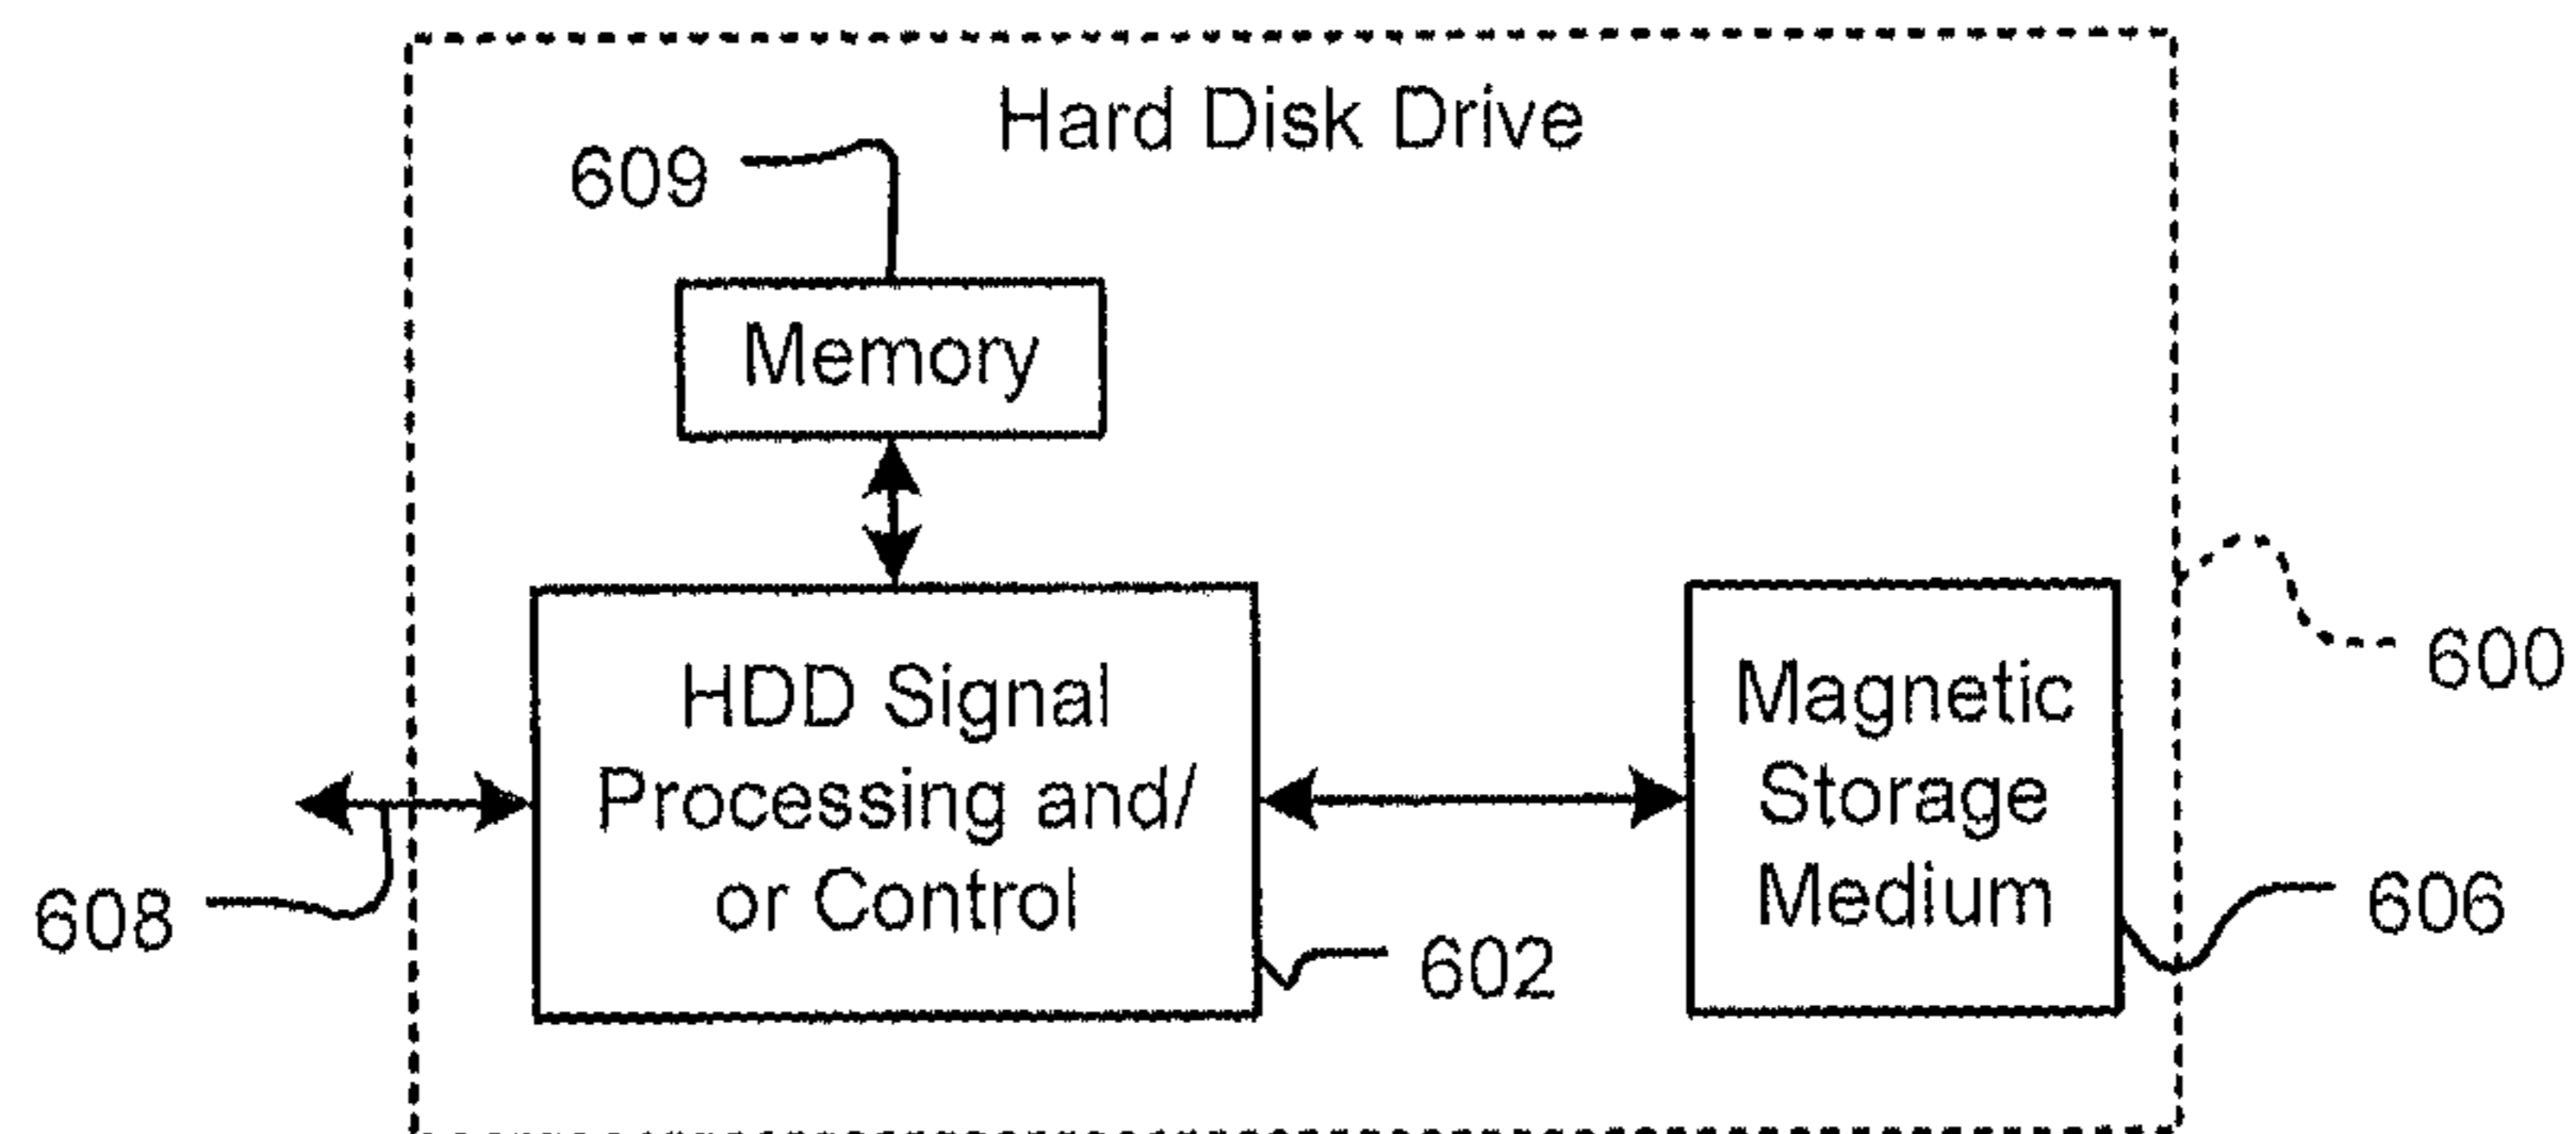 Hard Disk Drive
609
Memory
HDD Signal
Processing and/
or Control
Magnetic
Storage
Medium
600
608
602
606